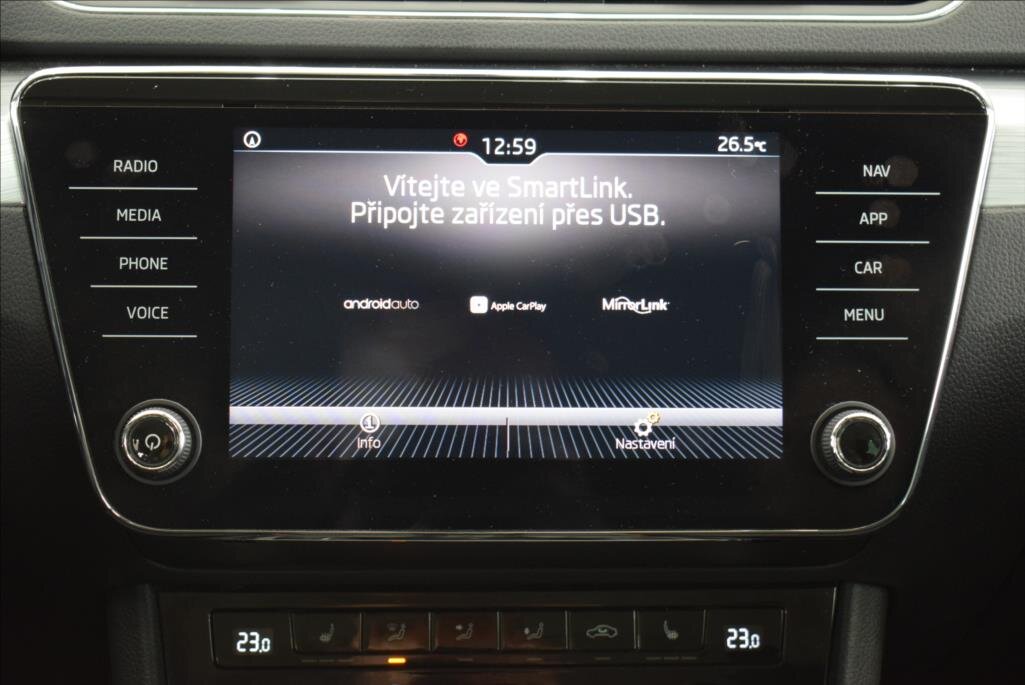 12:59
26.5°C
Vítejte ve SmartLink.
Připojte zařízení přes USB.
androidauto
Apple CarPlay
MirrorLink
Info
Nastavení
RADIO
MEDIA
PHONE
VOICE
NAV
APP
CAR
MENU
23.0
23.0